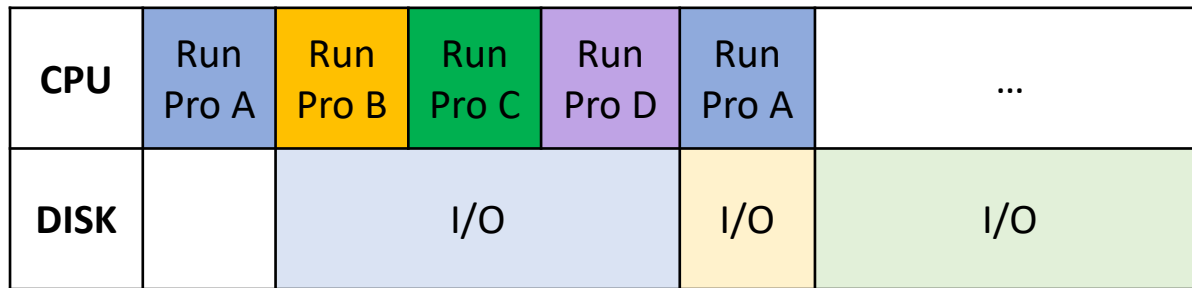 CPU
Run
Pro A
Run
Pro B
Run
Pro C
Run
Pro D
Run
Pro A
...
DISK
I/O
I/O
I/O